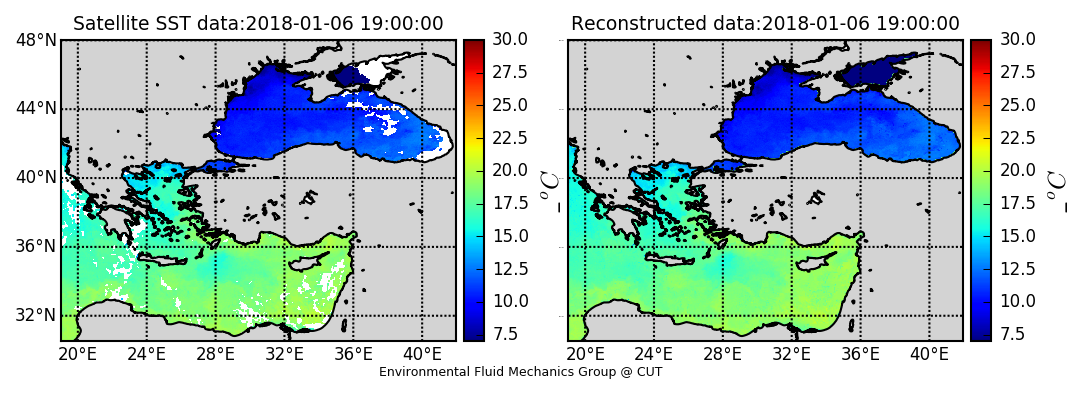 Satellite SST data:2018-01-06 19:00:00
Reconstructed data:2018-01-06 19:00:00
48°N
44°N
40°N
36°N
32°N
20°E 24°E 28°E 32°E 36°E 40°E
30.0
27.5
25.0
22.5
20.0
17.5
15.0
12.5
10.0
7.5
_ °C
20°E 24°E 28°E 32°E 36°E 40°E
30.0
27.5
25.0
22.5
20.0
17.5
15.0
12.5
10.0
7.5
_ °C
Environmental Fluid Mechanics Group @ CUT